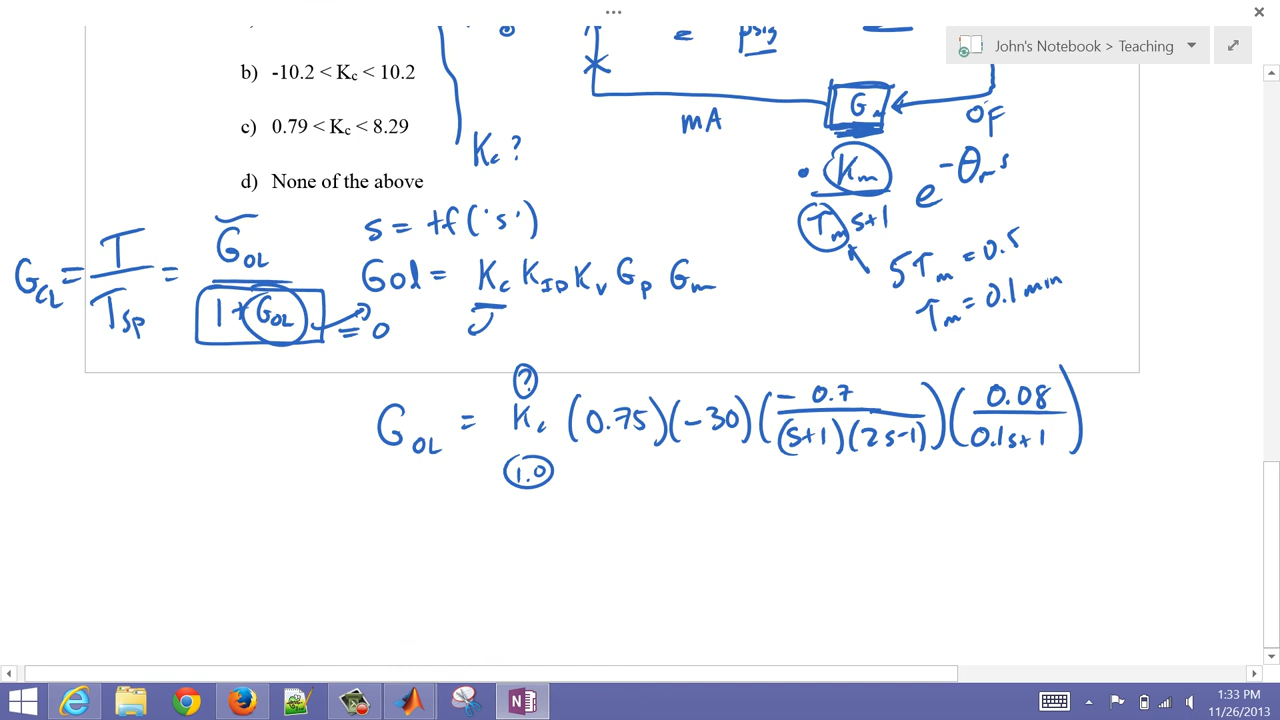 John's Notebook > Teaching
= psig
b) -10.2 < Kc < 10.2
Gm
mA
OF
c) 0.79 < Kc < 8.29
Kc ?
Km
e^-θm s
d) None of the above
τm s+1
s = tf('s')
GCL = T / Tsp = GOL / 1 + GOL = 0
Gol = Kc KIP Kv Gp Gm
5τm = 0.5
τm = 0.1 min
?
GOL = Kc (0.75)(-30)(-0.7 / (s+1)(2s-1))(0.08 / 0.1s+1)
1.0
1:33 PM
11/26/2013